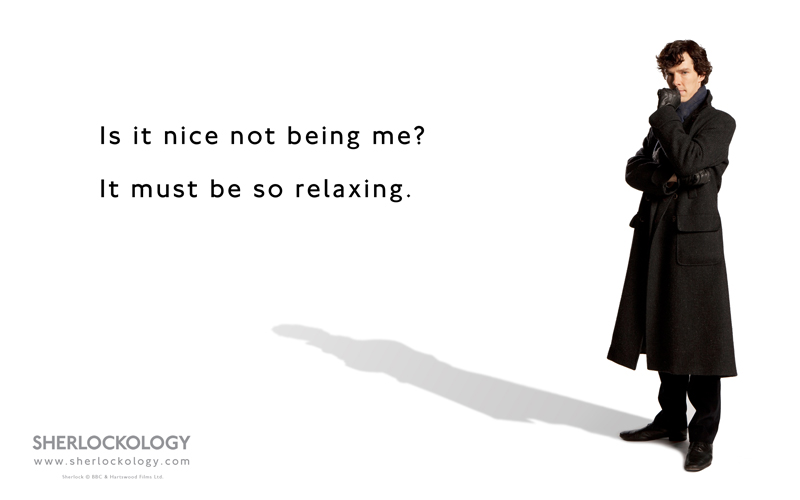 Is it nice not being me?
It must be so relaxing.
SHERLOCKOLOGY
www.sherlockology.com
Sherlock © BBC & Hartswood Films Ltd.